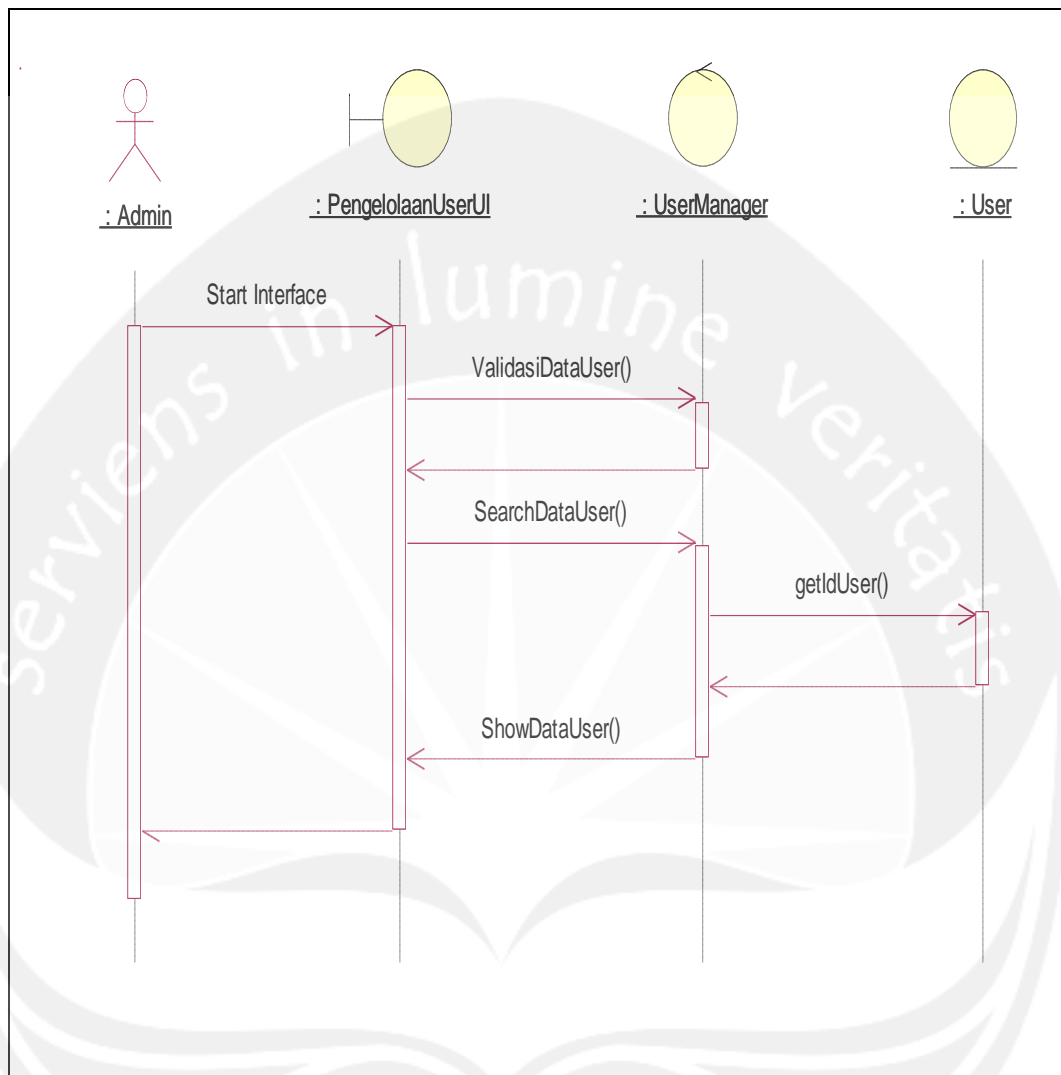 : Admin
: PengelolaanUserUI
: UserManager
: User
Start Interface
ValidasiDataUser()
SearchDataUser()
getIdUser()
ShowDataUser()
serviens in lumine veritatis